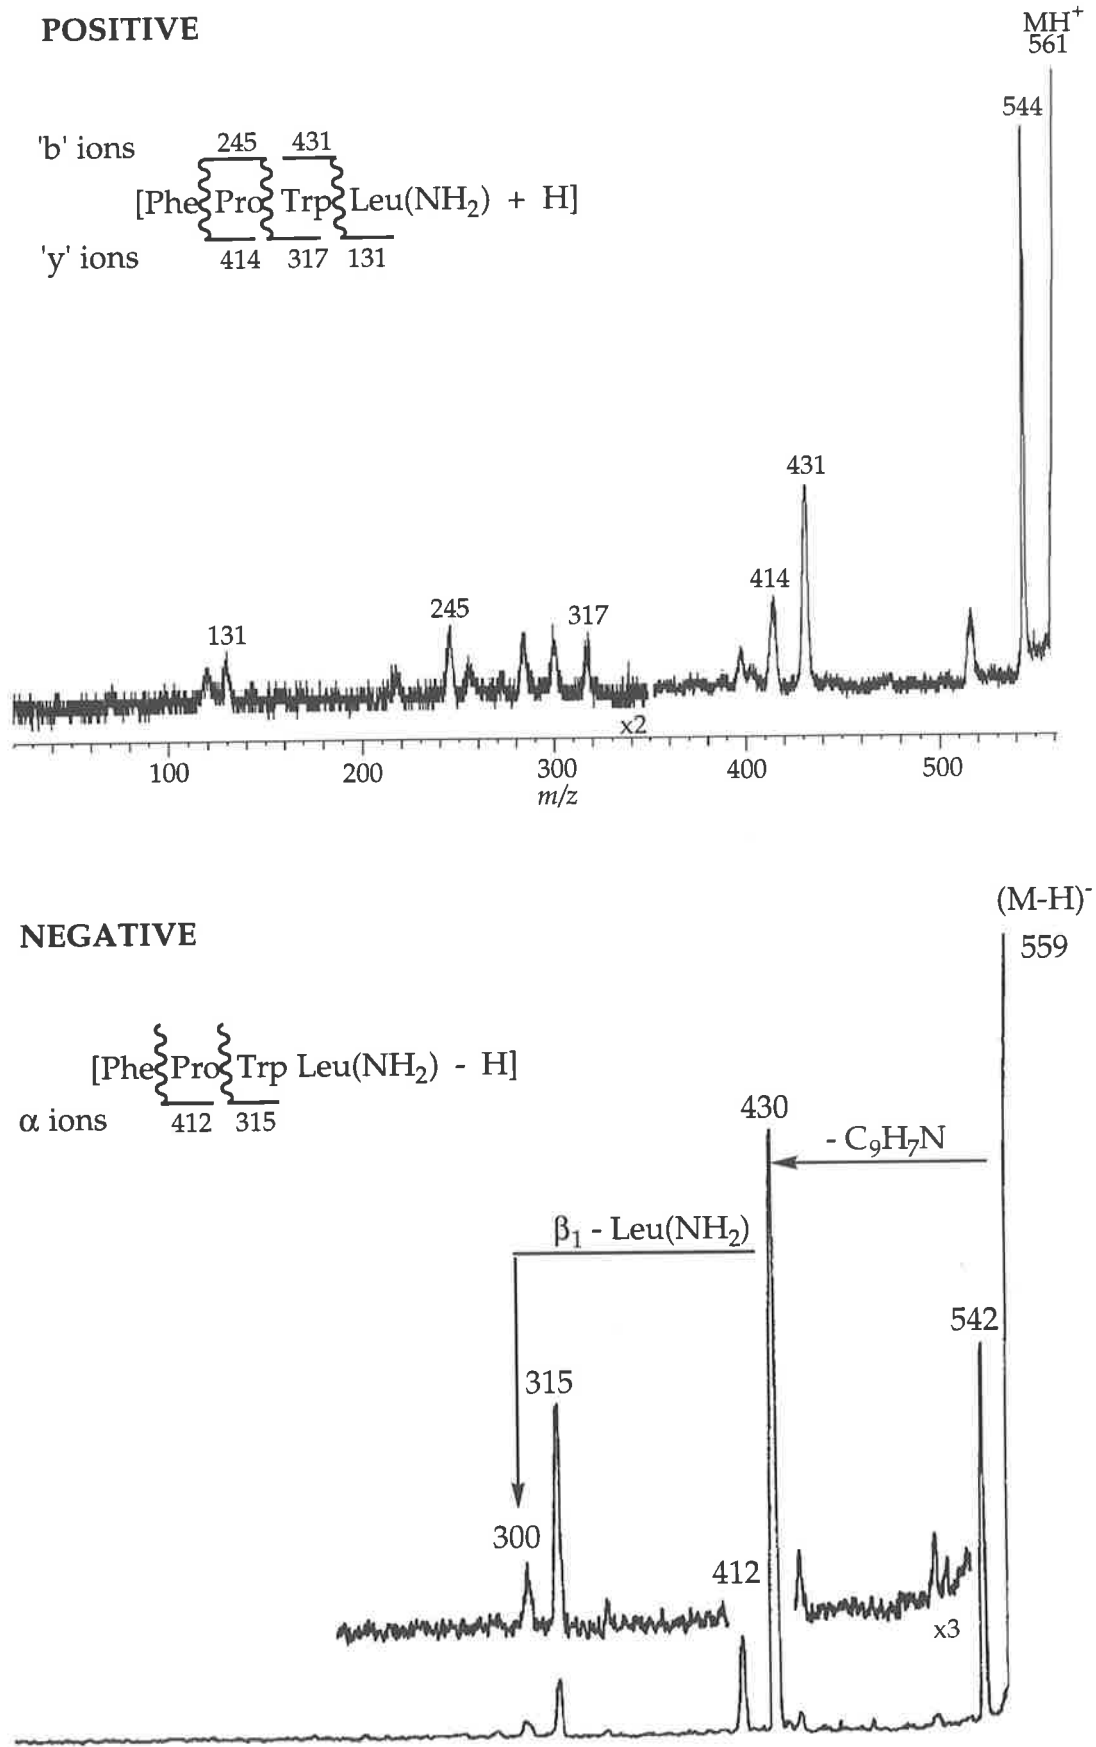 POSITIVE
MH⁺
561
544
'b' ions 245 431
[Phe Pro Trp Leu(NH₂) + H]
'y' ions 414 317 131
431
414
131 245 317
x2
100 200 300 400 500
m/z
(M-H)⁻
NEGATIVE
559
[Phe Pro Trp Leu(NH₂) - H]
α ions 412 315
430
- C₉H₇N
β₁ - Leu(NH₂)
542
315
300
412
x3